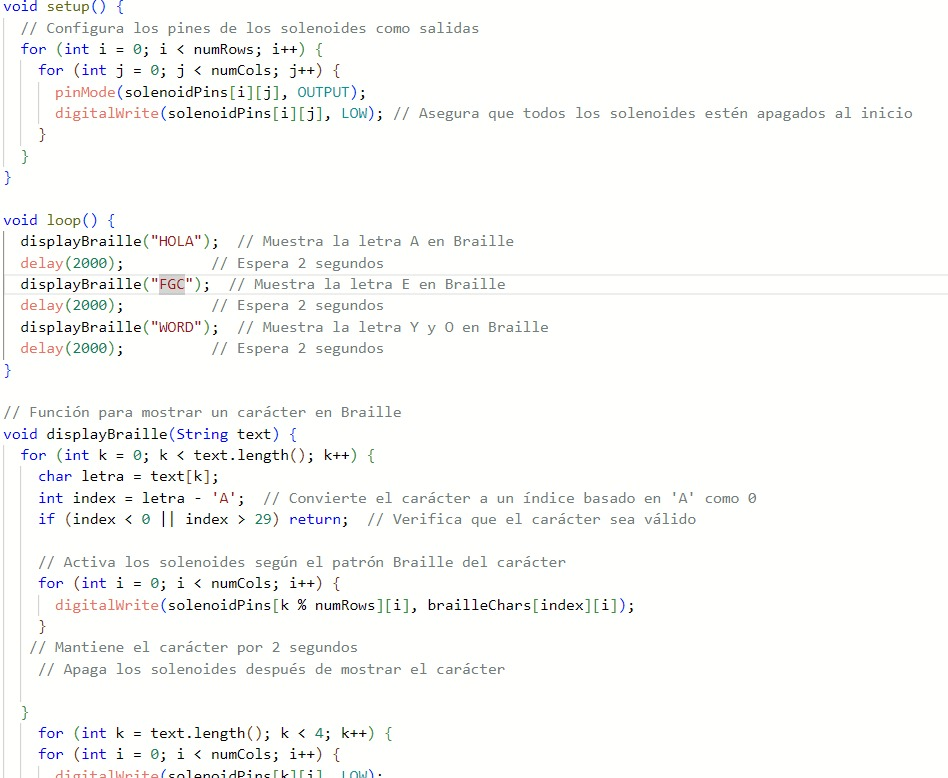 void setup() {
// Configura los pines de los solenoides como salidas
for (int i = 0; i < numRows; i++) {
for (int j = 0; j < numCols; j++) {
pinMode(solenoidPins[i][j], OUTPUT);
digitalWrite(solenoidPins[i][j], LOW); // Asegura que todos los solenoides estén apagados al inicio
}
}
}
void loop() {
displayBraille("HOLA");  // Muestra la letra A en Braille
delay(2000);          // Espera 2 segundos
displayBraille("FGC");  // Muestra la letra E en Braille
delay(2000);          // Espera 2 segundos
displayBraille("WORD");  // Muestra la letra Y y O en Braille
delay(2000);          // Espera 2 segundos
}
// Función para mostrar un carácter en Braille
void displayBraille(String text) {
for (int k = 0; k < text.length(); k++) {
char letra = text[k];
int index = letra - 'A';  // Convierte el carácter a un índice basado en 'A' como 0
if (index < 0 || index > 29) return;  // Verifica que el carácter sea válido
// Activa los solenoides según el patrón Braille del carácter
for (int i = 0; i < numCols; i++) {
digitalWrite(solenoidPins[k % numRows][i], brailleChars[index][i]);
}
// Mantiene el carácter por 2 segundos
// Apaga los solenoides después de mostrar el carácter
}
for (int k = text.length(); k < 4; k++) {
for (int i = 0; i < numCols; i++) {
digitalWrite(solenoidPins[k][i], LOW);